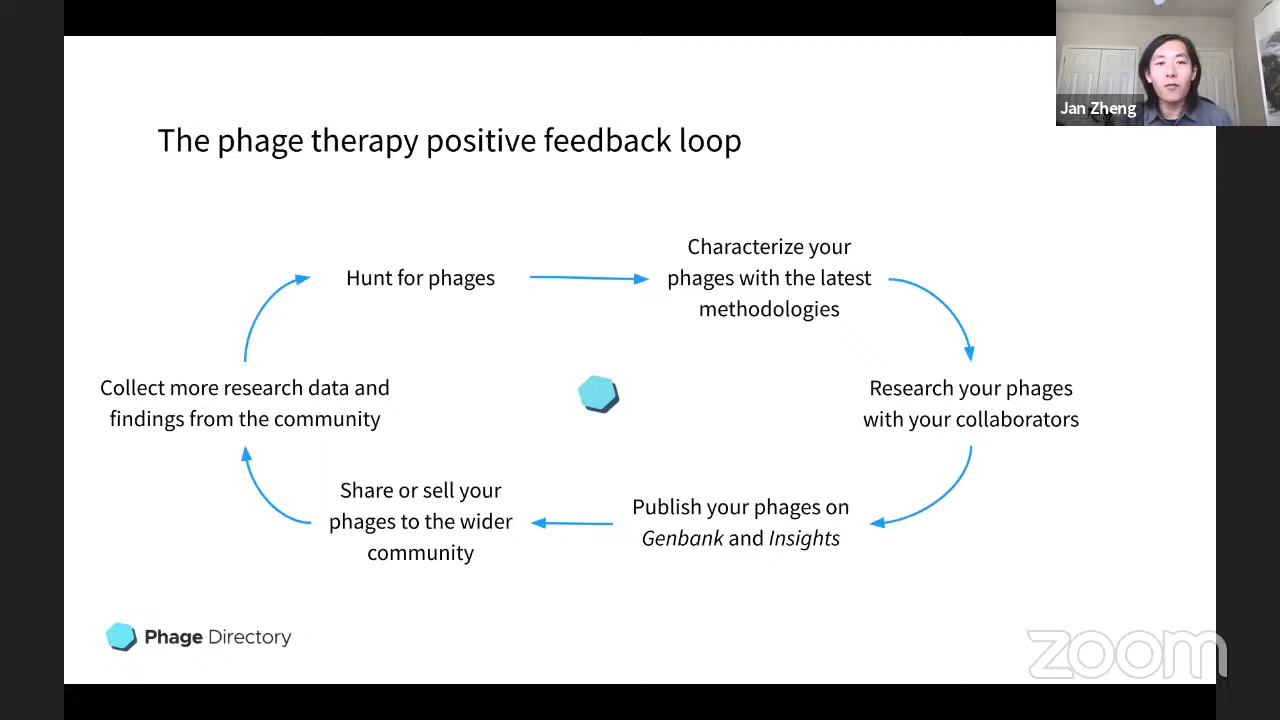 Jan Zheng
The phage therapy positive feedback loop
Hunt for phages
Characterize your
phages with the latest
methodologies
Research your phages
with your collaborators
Publish your phages on
Genbank and Insights
Share or sell your
phages to the wider
community
Collect more research data and
findings from the community
Phage Directory
zoom